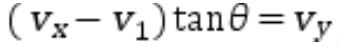 (v_x − v_1) tanθ = v_y